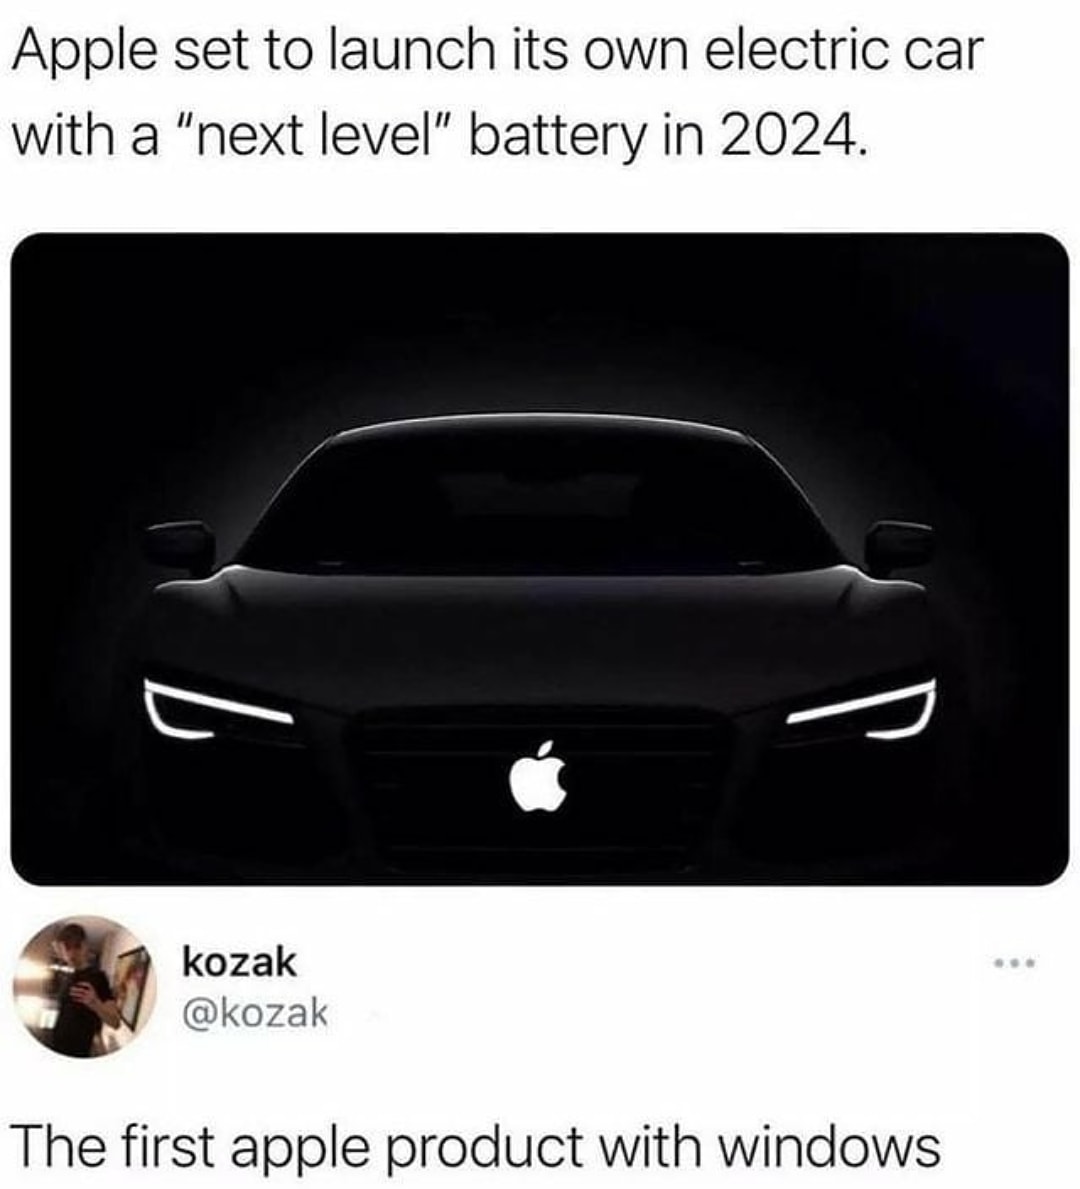 Apple set to launch its own electric car
with a "next level" battery in 2024.
kozak
@kozak
The first apple product with windows